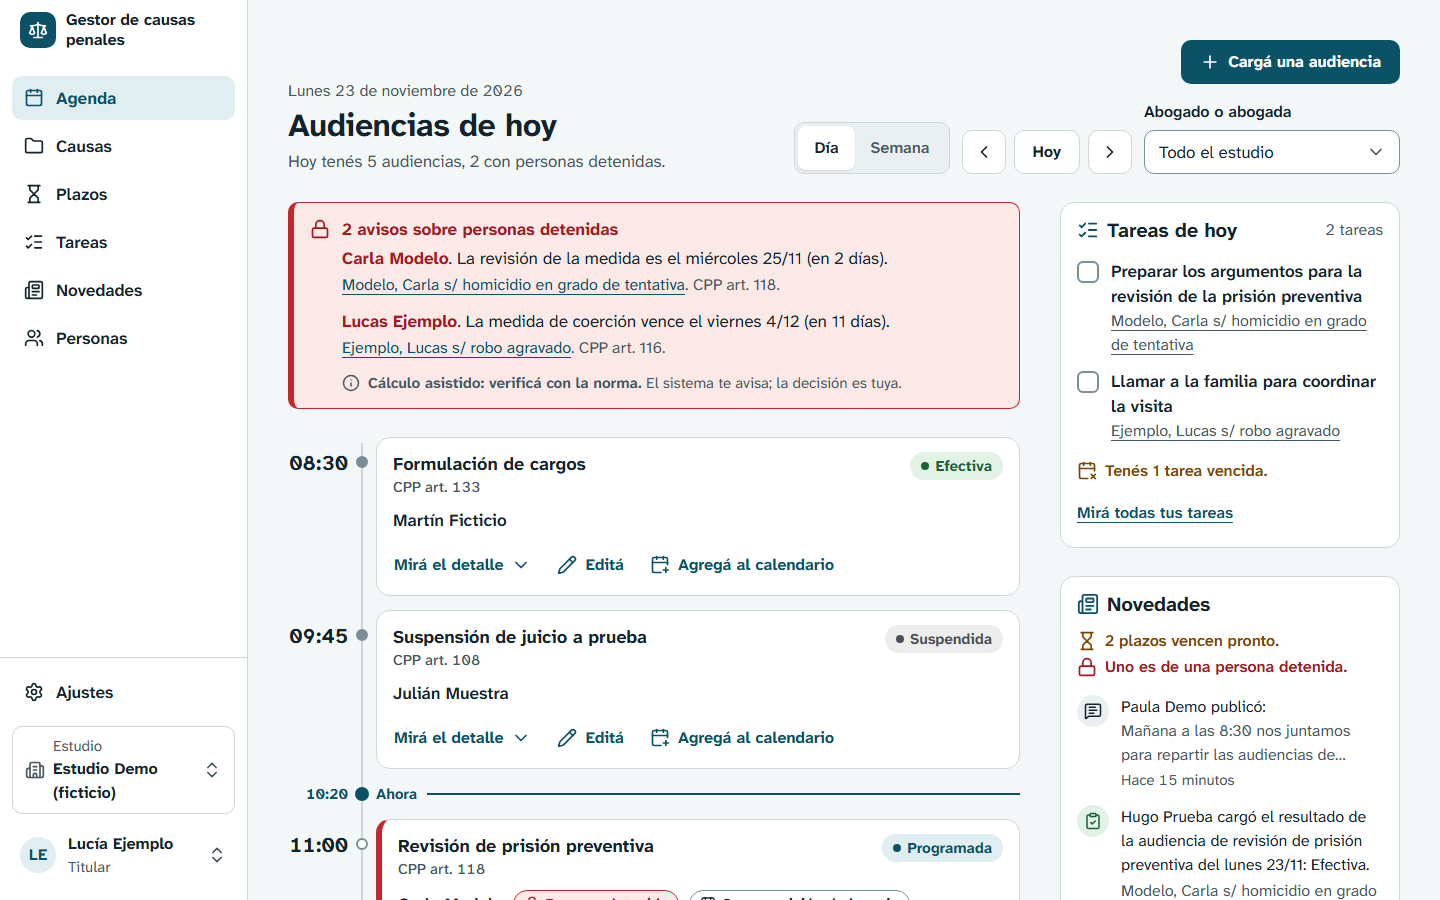 Gestor de causas
penales
Agenda
Causas
Plazos
Tareas
Novedades
Personas
Ajustes
Estudio
Estudio Demo
(ficticio)
LE
Lucía Ejemplo
Titular
Cargá una audiencia
Lunes 23 de noviembre de 2026
Audiencias de hoy
Hoy tenés 5 audiencias, 2 con personas detenidas.
Día
Semana
Hoy
Abogado o abogada
Todo el estudio
2 avisos sobre personas detenidas
Carla Modelo. La revisión de la medida es el miércoles 25/11 (en 2 días).
Modelo, Carla s/ homicidio en grado de tentativa. CPP art. 118.
Lucas Ejemplo. La medida de coerción vence el viernes 4/12 (en 11 días).
Ejemplo, Lucas s/ robo agravado. CPP art. 116.
Cálculo asistido: verificá con la norma. El sistema te avisa; la decisión es tuya.
08:30
Formulación de cargos
Efectiva
CPP art. 133
Martín Ficticio
Mirá el detalle
Editá
Agregá al calendario
09:45
Suspensión de juicio a prueba
Suspendida
CPP art. 108
Julián Muestra
Mirá el detalle
Editá
Agregá al calendario
10:20
Ahora
11:00
Revisión de prisión preventiva
Programada
CPP art. 118
Tareas de hoy
2 tareas
Preparar los argumentos para la
revisión de la prisión preventiva
Modelo, Carla s/ homicidio en grado
de tentativa
Llamar a la familia para coordinar
la visita
Ejemplo, Lucas s/ robo agravado
Tenés 1 tarea vencida.
Mirá todas tus tareas
Novedades
2 plazos vencen pronto.
Uno es de una persona detenida.
Paula Demo publicó:
Mañana a las 8:30 nos juntamos
para repartir las audiencias de...
Hace 15 minutos
Hugo Prueba cargó el resultado de
la audiencia de revisión de prisión
preventiva del lunes 23/11: Efectiva.
Modelo, Carla s/ homicidio en grado